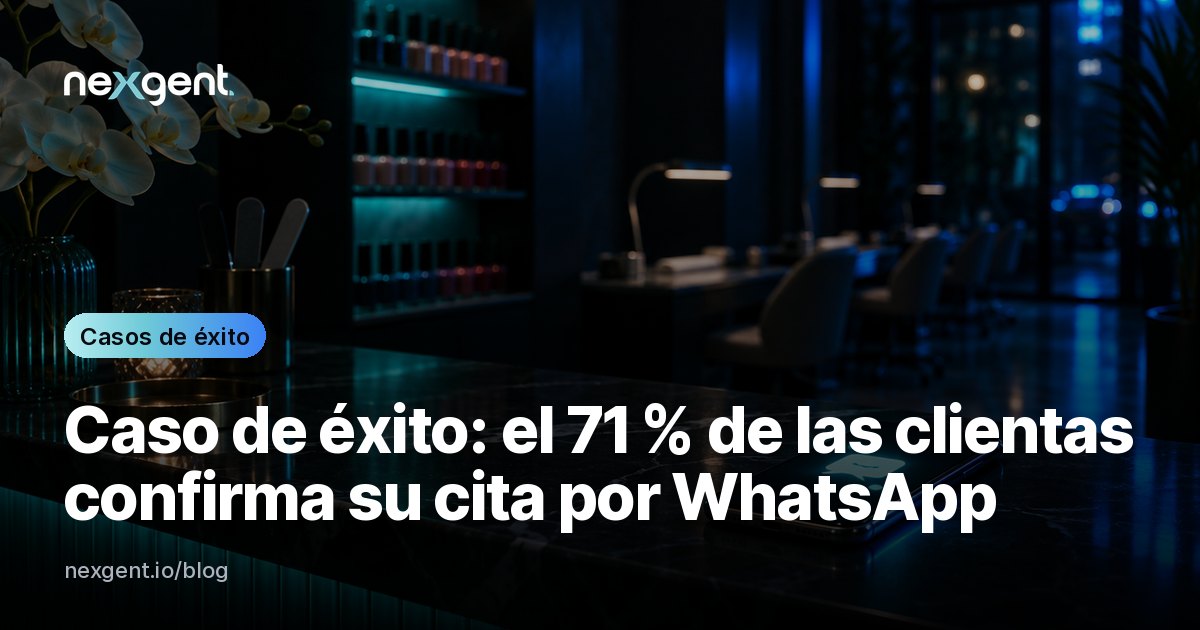 nexgent.
Casos de éxito
Caso de éxito: el 71 % de las clientas
confirma su cita por WhatsApp
nexgent.io/blog